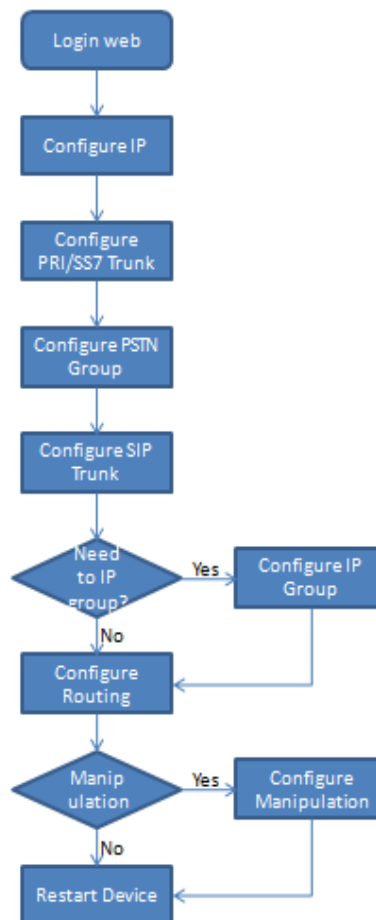 Login web
Configure IP
Configure
PRI/SS7 Trunk
Configure PSTN
Group
Configure SIP
Trunk
Need
to IP
group?
Yes
Configure IP
Group
No
Configure
Routing
Manip
ulation
Yes
Configure
Manipulation
No
Restart Device